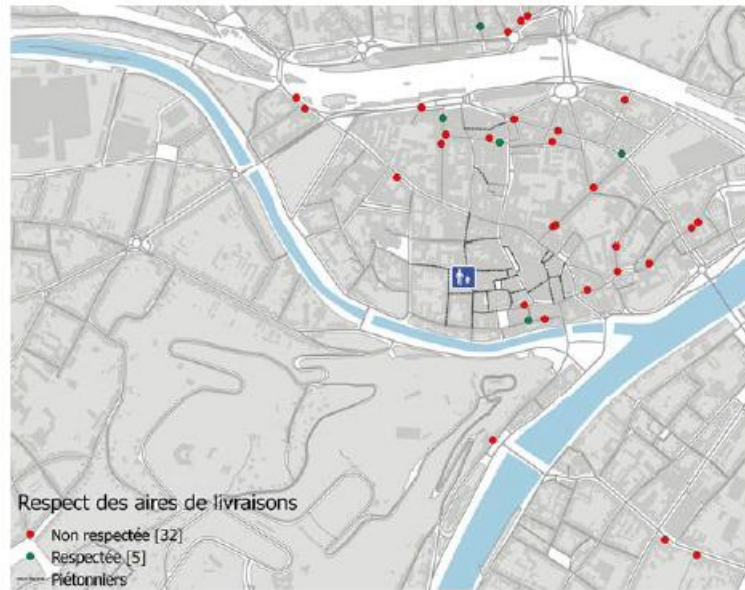 Respect des aires de livraisons
Non respectée [32]
Respectée [5]
Piétonniers